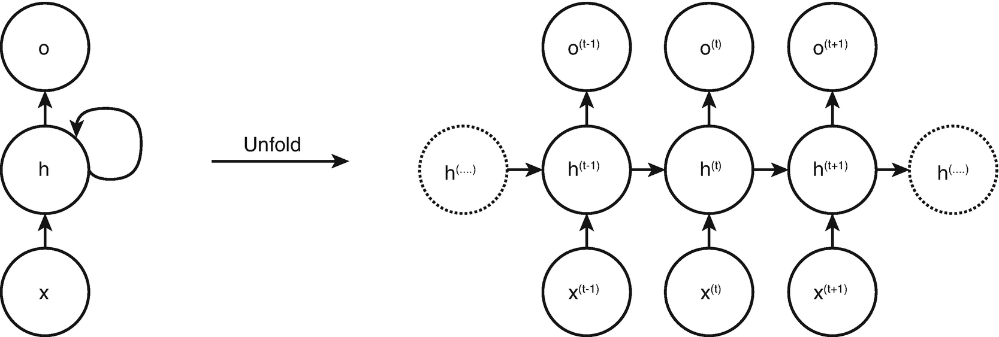 o
h
x
Unfold
o(t-1) o(t) o(t+1)
h(....) h(t-1) h(t) h(t+1) h(....)
x(t-1) x(t) x(t+1)